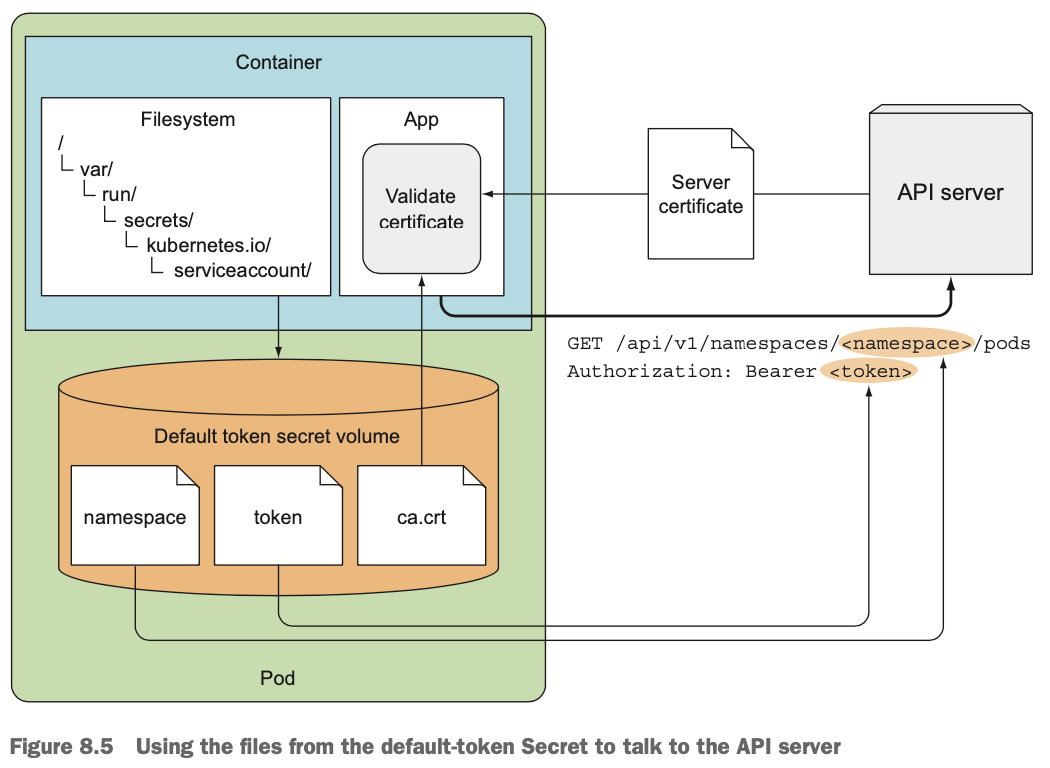 Container
Filesystem
/
var/
run/
secrets/
kubernetes.io/
serviceaccount/
App
Validate
certificate
Server
certificate
API server
GET /api/v1/namespaces/<namespace>/pods
Authorization: Bearer <token>
Default token secret volume
namespace
token
ca.crt
Pod
Figure 8.5 Using the files from the default-token Secret to talk to the API server